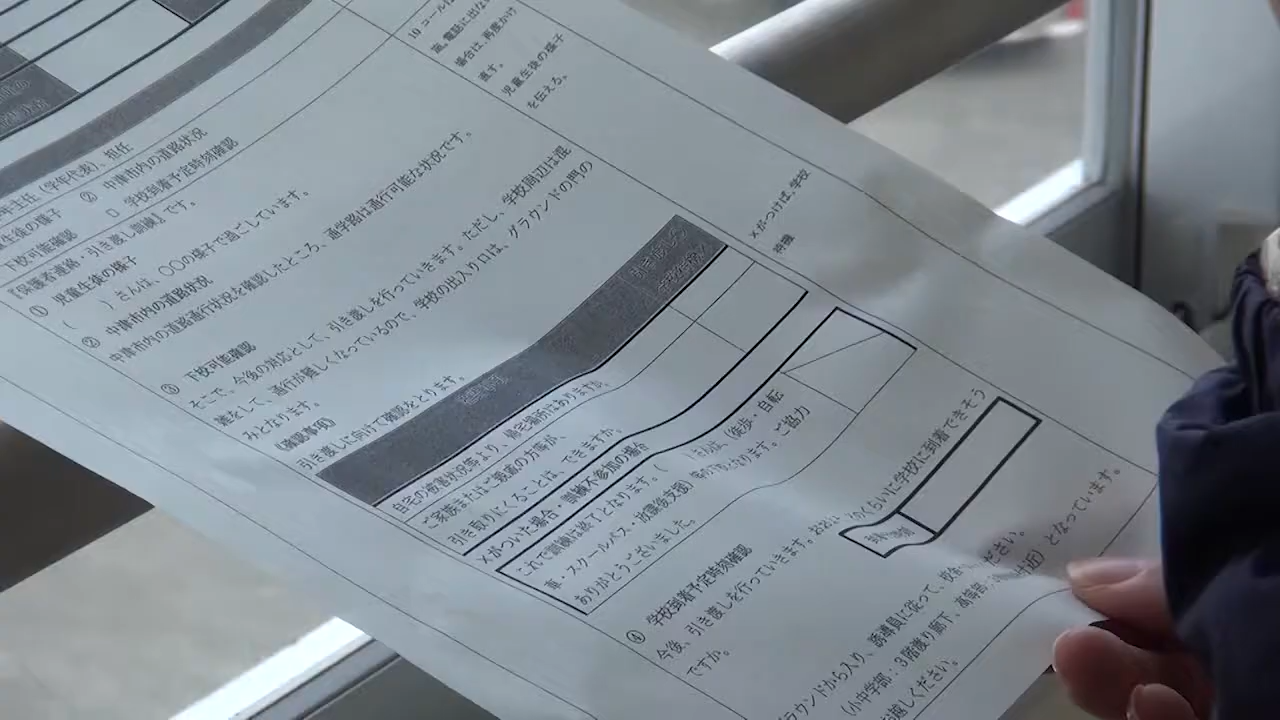 年主任（学年代表）、担任
生徒の様子　② 中津市内の道路状況
下校可能確認　□ 学校到着予定時刻確認
『保護者連絡・引き渡し訓練』です。
① 児童生徒の様子
（　　）さんは、○○の様子で過ごしています。
② 中津市内の道路状況
中津市内の道路通行状況を確認したところ、通学路は通行可能な状況です。
③ 下校可能確認
そこで、今後の対応として、引き渡しを行っていきます。ただし、学校周辺は混
雑をして、通行が難しくなっているので、学校の出入り口は、グラウンドの門の
みとなります。
《確認事項》
引き渡しに向けて確認をとります。
自宅の被害状況等より、帰宅場所はありますか。
ご家族またはご親戚の方等が、
引き取りにくることは、できますか。
×がついた場合・訓練不参加の場合
これで訓練は終了となります。（　　）さんは、（徒歩・自転
車・スクールバス・放課後支援）
ご協力
ありがとうございました。
④ 学校到着予定時刻確認
今後、引き渡しを行っていきます。
くらいに学校に到着できそう
ですか。
グラウンドから入り、誘導員に従って、
ださい。
（小中学部：３階渡り廊下、高等部：
となっています。
お越しください。
10 コールは
電話に出ない
場合は、再度かけ
直す。
児童生徒の様子
を伝える。
×がつけば、学校
待機